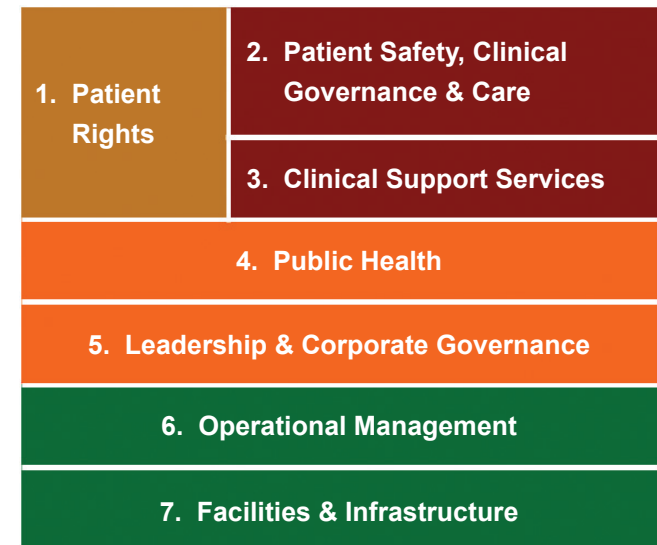 1. Patient
Rights
2. Patient Safety, Clinical
Governance & Care
3. Clinical Support Services
4. Public Health
5. Leadership & Corporate Governance
6. Operational Management
7. Facilities & Infrastructure